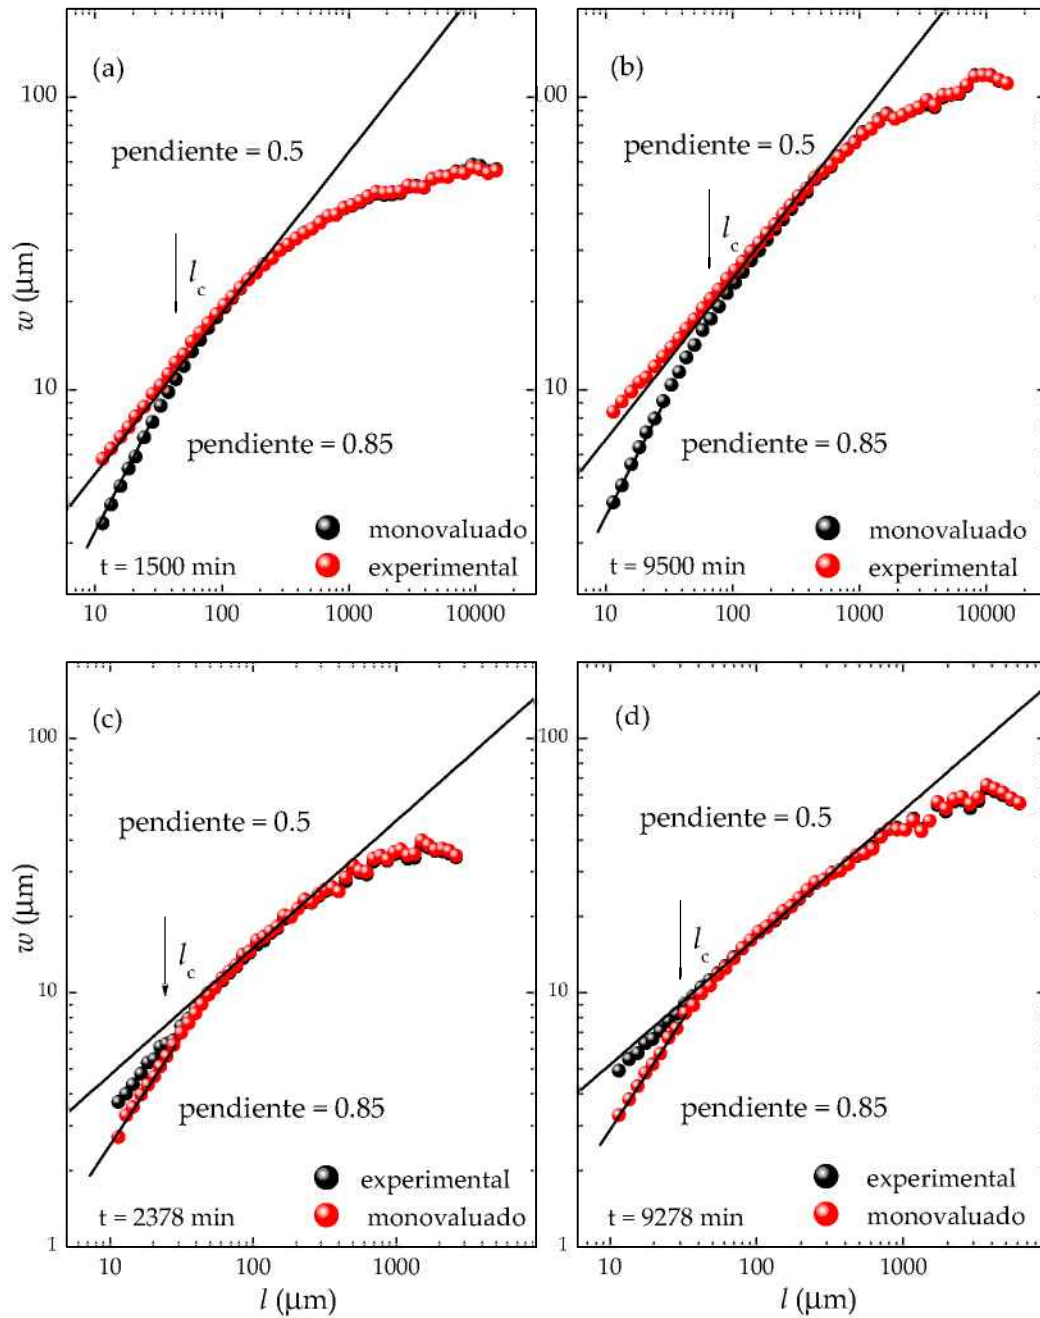 (a)
pendiente = 0.5
l c
pendiente = 0.85
monovaluado
experimental
t = 1500 min
100
10
w (µm)
10 100 1000 10000
(b)
pendiente = 0.5
l c
pendiente = 0.85
monovaluado
experimental
t = 9500 min
00
10
10 100 1000 10000
(c)
pendiente = 0.5
l c
pendiente = 0.85
experimental
monovaluado
t = 2378 min
100
10
1
w (µm)
10 100 1000
l (µm)
(d)
pendiente = 0.5
l c
pendiente = 0.85
experimental
monovaluado
t = 9278 min
100
10
1
10 100 1000
l (µm)